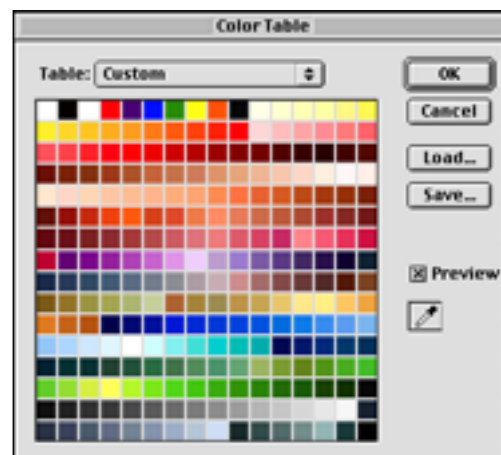 Color Table
Table: Custom
OK
Cancel
Load...
Save...
Preview